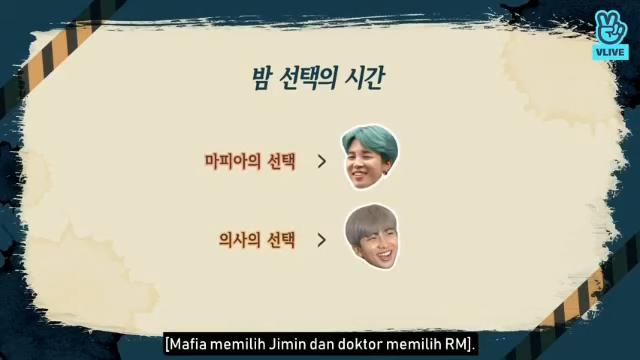 VLIVE
밤 선택의 시간
마피아의 선택 >
의사의 선택 >
[Mafia memilih Jimin dan doktor memilih RM].